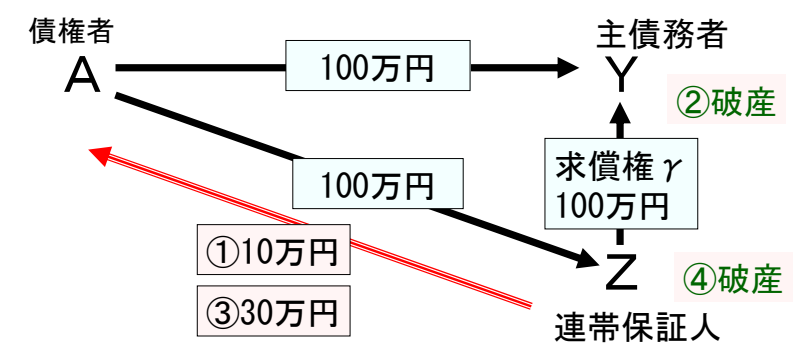 債権者
A
100万円
主債務者
Y
②破産
100万円
求償権γ
100万円
①10万円
③30万円
Z
④破産
連帯保証人